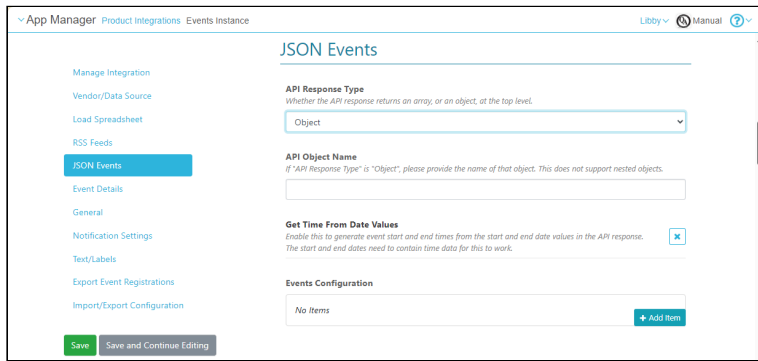 App Manager Product Integrations Events Instance
Libby
Manual
?
JSON Events
Manage Integration
Vendor/Data Source
Load Spreadsheet
RSS Feeds
JSON Events
Event Details
General
Notification Settings
Text/Labels
Export Event Registrations
Import/Export Configuration
Save
Save and Continue Editing
API Response Type
Whether the API response returns an array, or an object, at the top level.
Object
API Object Name
If "API Response Type" is "Object", please provide the name of that object. This does not support nested objects.
Get Time From Date Values
Enable this to generate event start and end times from the start and end date values in the API response.
The start and end dates need to contain time data for this to work.
Events Configuration
No Items
+ Add Item